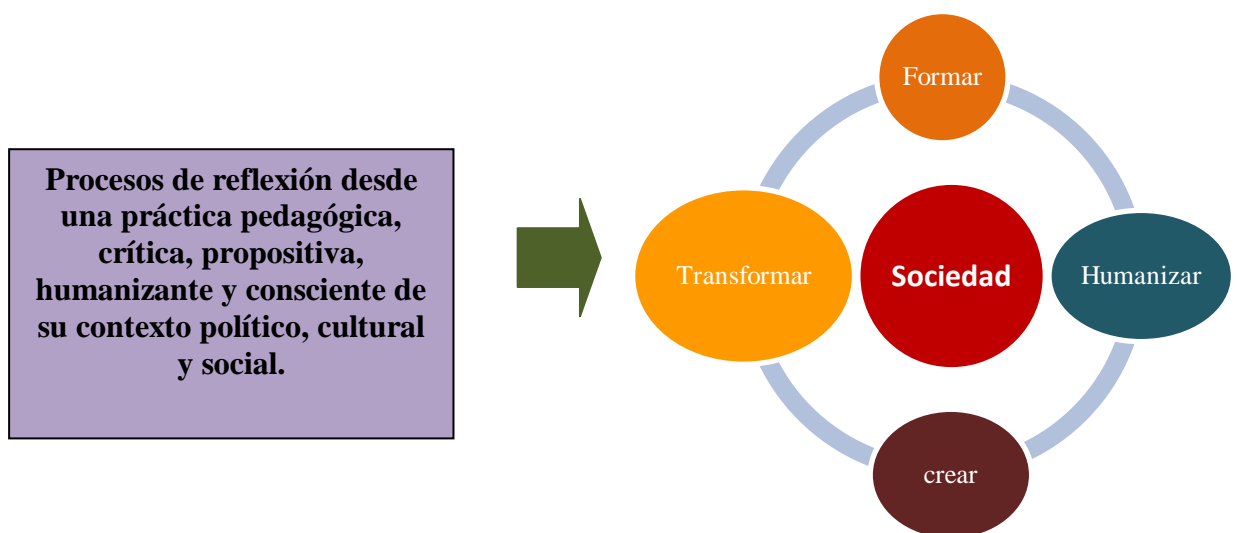 Procesos de reflexión desde
una práctica pedagógica,
crítica, propositiva,
humanizante y consciente de
su contexto político, cultural
y social.
Formar
Transformar
Sociedad
Humanizar
crear